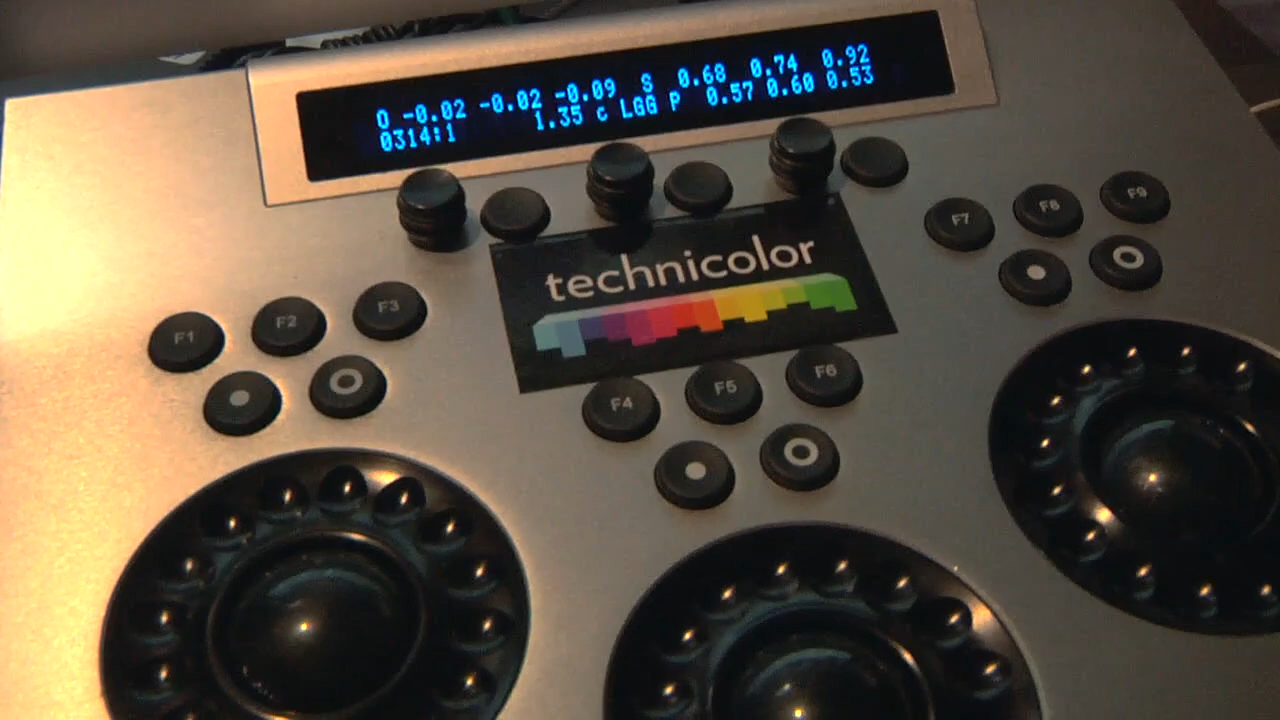 O -0.02 -0.02 -0.09 S 0.68 0.74 0.92
0314:1 1.35 c LGG P 0.57 0.60 0.53
technicolor
F1 F2 F3
F4 F5 F6
F7 F8 F9